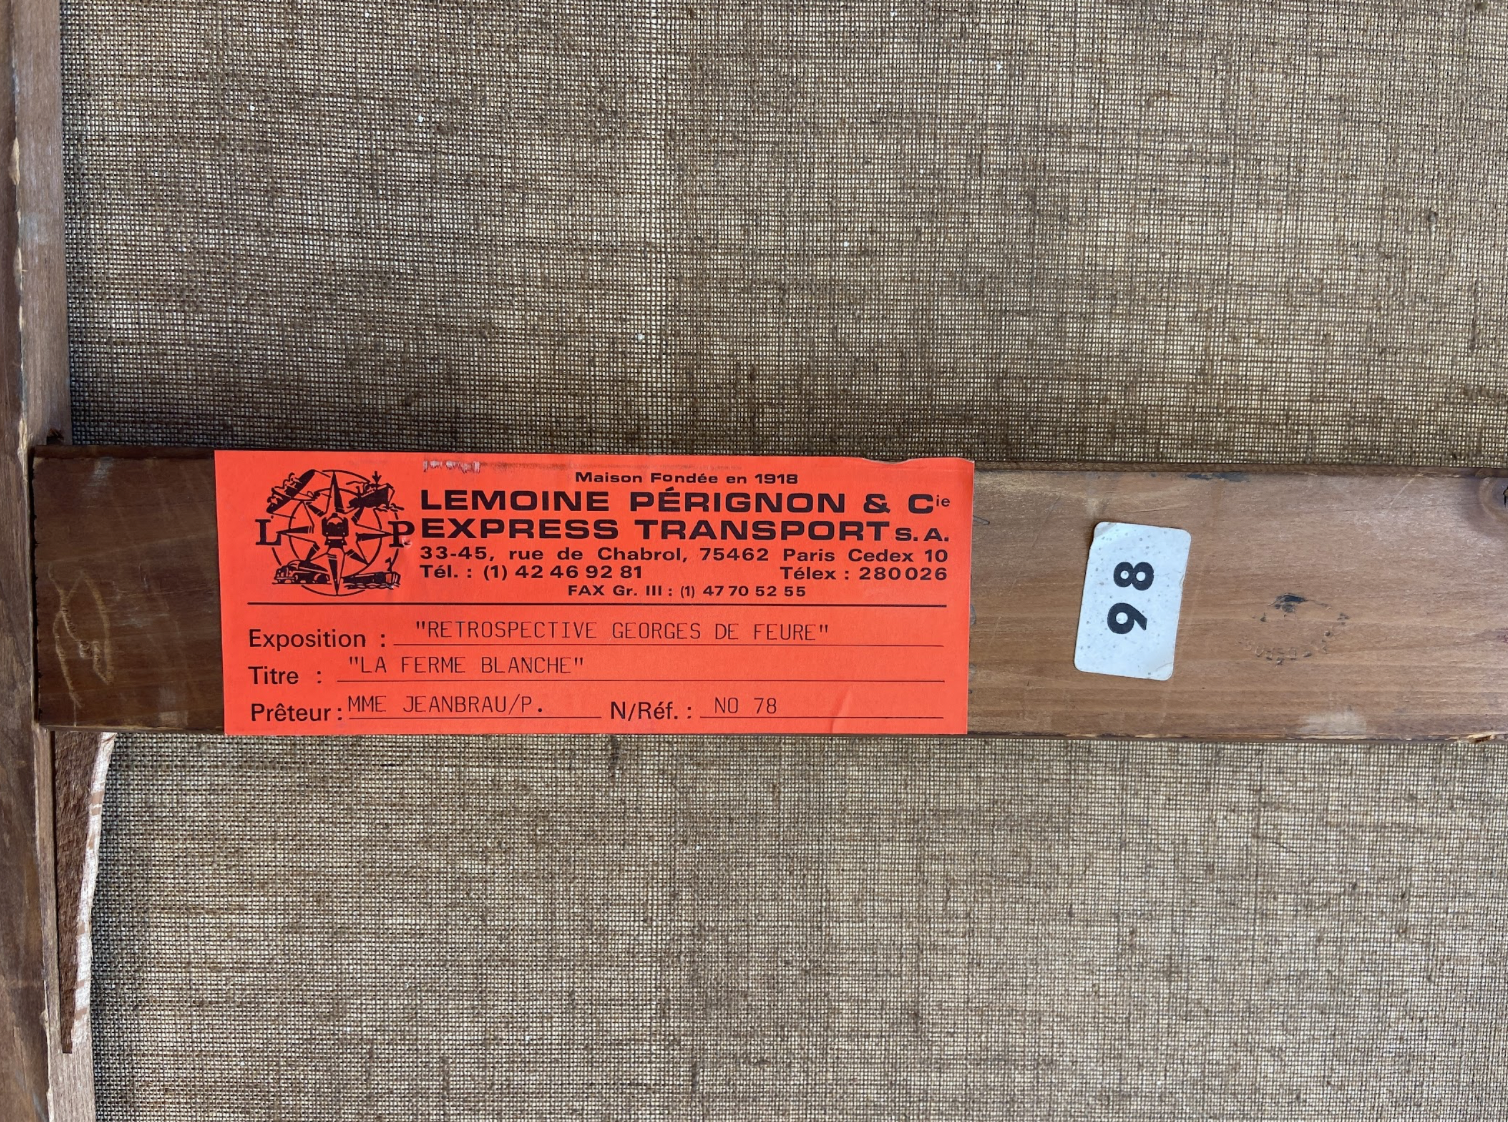 Maison Fondée en 1918
LEMOINE PÉRIGNON & Cie
EXPRESS TRANSPORT S.A.
L P
33-45, rue de Chabrol, 75462 Paris Cedex 10
Tél. : (1) 42 46 92 81 Télex : 280 026
FAX Gr. III : (1) 47 70 52 55
Exposition : "RETROSPECTIVE GEORGES DE FEURE"
Titre : "LA FERME BLANCHE"
Prêteur : MME JEANBRAU/P. N/Réf. : NO 78
98